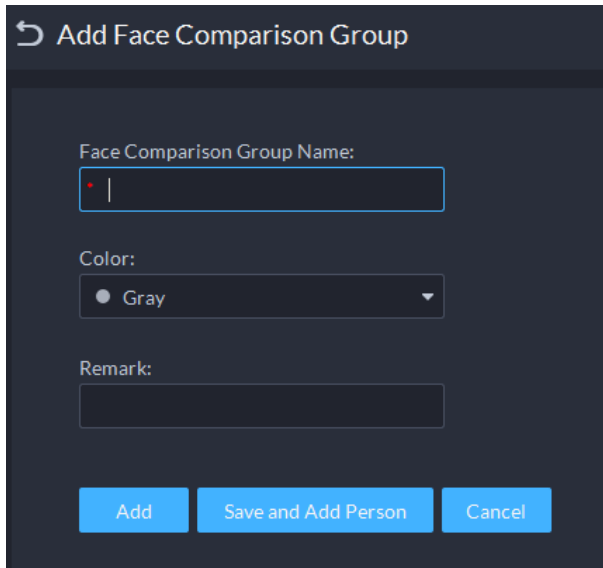 Add Face Comparison Group
Face Comparison Group Name:
*
Color:
Gray
Remark:
Add Save and Add Person Cancel